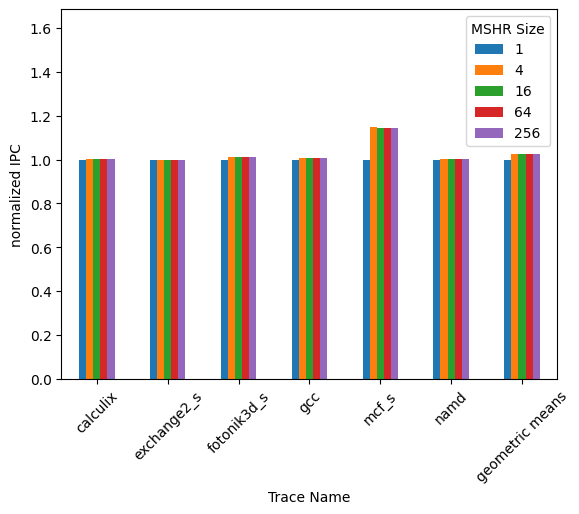 MSHR Size
1
4
16
64
256
normalized IPC
1.6
1.4
1.2
1.0
0.8
0.6
0.4
0.2
0.0
calculix
exchange2_s
fotonik3d_s
gcc
mcf_s
namd
geometric means
Trace Name